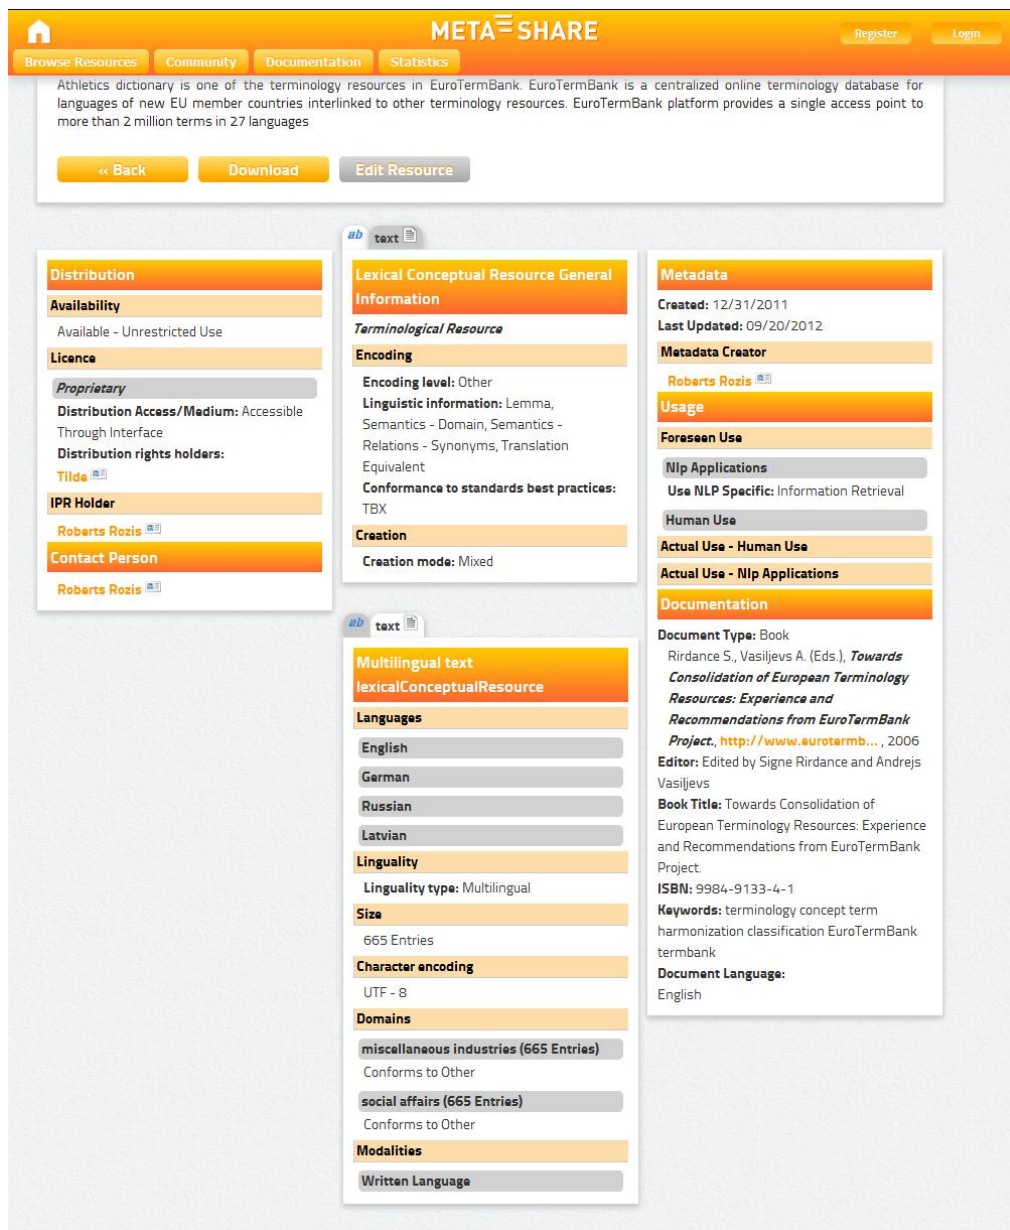 META SHARE
Register
Login
Browse Resources
Community
Documentation
Statistics
Athletics dictionary is one of the terminology resources in EuroTermBank. EuroTermBank is a centralized online terminology database for
languages of new EU member countries interlinked to other terminology resources. EuroTermBank platform provides a single access point to
more than 2 million terms in 27 languages
« Back
Download
Edit Resource
Distribution
Availability
Available - Unrestricted Use
Licence
Proprietary
Distribution Access/Medium: Accessible
Through Interface
Distribution rights holders:
Tilde
IPR Holder
Roberts Rozis
Contact Person
Roberts Rozis
ab
text
Lexical Conceptual Resource General
Information
Terminological Resource
Encoding
Encoding level: Other
Linguistic information: Lemma,
Semantics - Domain, Semantics -
Relations - Synonyms, Translation
Equivalent
Conformance to standards best practices:
TBX
Creation
Creation mode: Mixed
ab
text
Multilingual text
lexicalConceptualResource
Languages
English
German
Russian
Latvian
Linguality
Linguality type: Multilingual
Size
665 Entries
Character encoding
UTF - 8
Domains
miscellaneous industries (665 Entries)
Conforms to Other
social affairs (665 Entries)
Conforms to Other
Modalities
Written Language
Metadata
Created: 12/31/2011
Last Updated: 09/20/2012
Metadata Creator
Roberts Rozis
Usage
Foreseen Use
Nlp Applications
Use NLP Specific: Information Retrieval
Human Use
Actual Use - Human Use
Actual Use - Nlp Applications
Documentation
Document Type: Book
Rirdance S., Vasiljevs A. (Eds.), Towards
Consolidation of European Terminology
Resources: Experience and
Recommendations from EuroTermBank
Project., http://www.eurotermb... , 2006
Editor: Edited by Signe Rirdance and Andrejs
Vasiljevs
Book Title: Towards Consolidation of
European Terminology Resources: Experience
and Recommendations from EuroTermBank
Project.
ISBN: 9984-9133-4-1
Keywords: terminology concept term
harmonization classification EuroTermBank
termbank
Document Language:
English